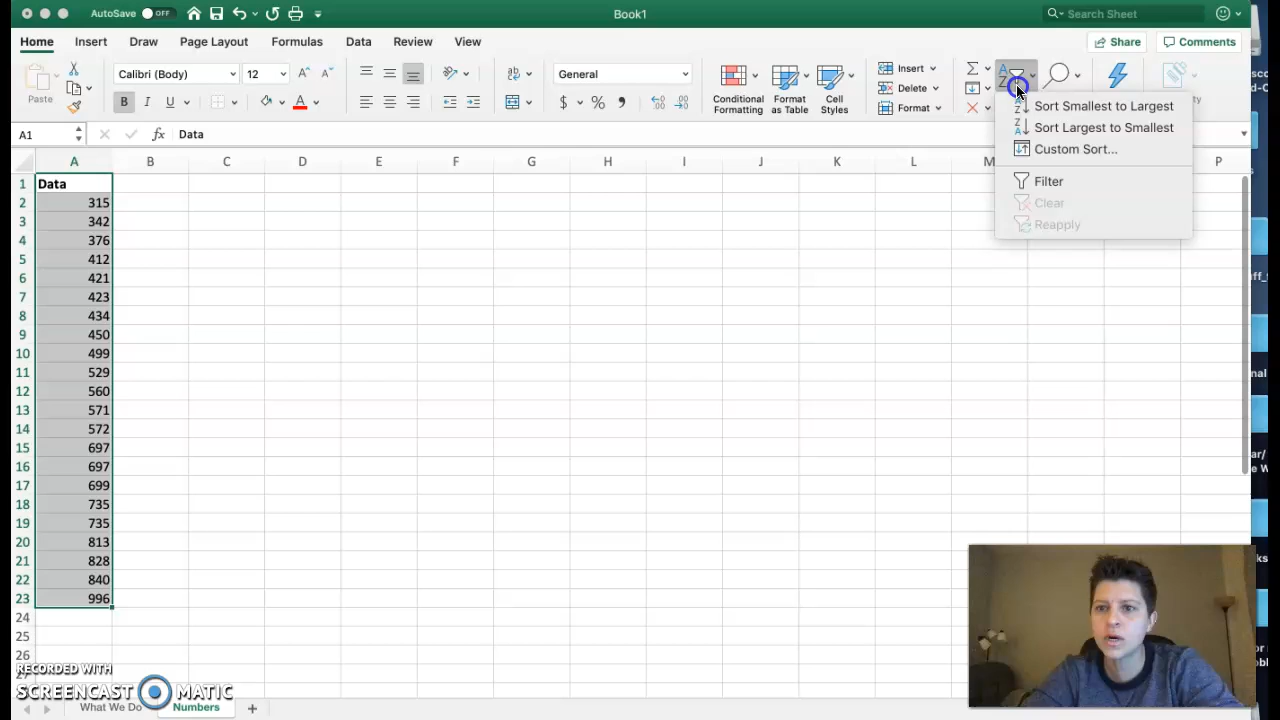 AutoSave OFF Book1 Search Sheet
Home Insert Draw Page Layout Formulas Data Review View Share Comments
Paste Calibri (Body) 12 A A General Insert
B I U A $ % Conditional Formatting Format as Table Cell Styles Delete
Format
A1 Data
Sort Smallest to Largest
Sort Largest to Smallest
Custom Sort...
Filter
Clear
Reapply
A B C D E F G H I J K L M P
1 Data
2 315
3 342
4 376
5 412
6 421
7 423
8 434
9 450
10 499
11 529
12 560
13 571
14 572
15 697
16 697
17 699
18 735
19 735
20 813
21 828
22 840
23 996
24
25
26
RECORDED WITH
SCREENCAST MATIC
What We Do Numbers